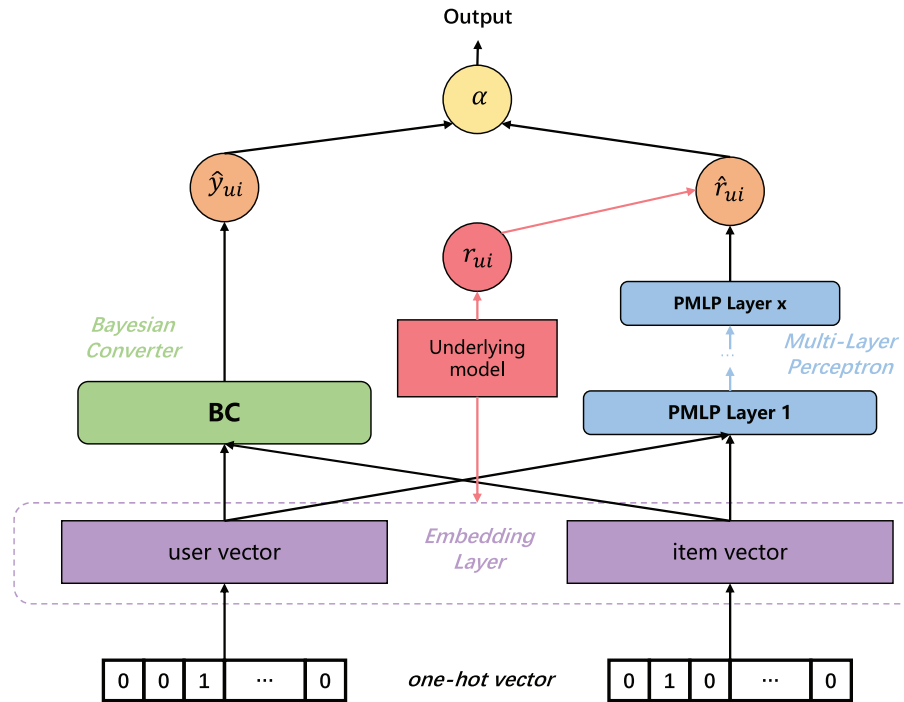 Output
α
ŷui
r̂ui
rui
PMLP Layer x
Bayesian
Converter
Underlying
model
...
Multi-Layer
Perceptron
BC
PMLP Layer 1
user vector
Embedding
Layer
item vector
0 0 1 ... 0
one-hot vector
0 1 0 ... 0